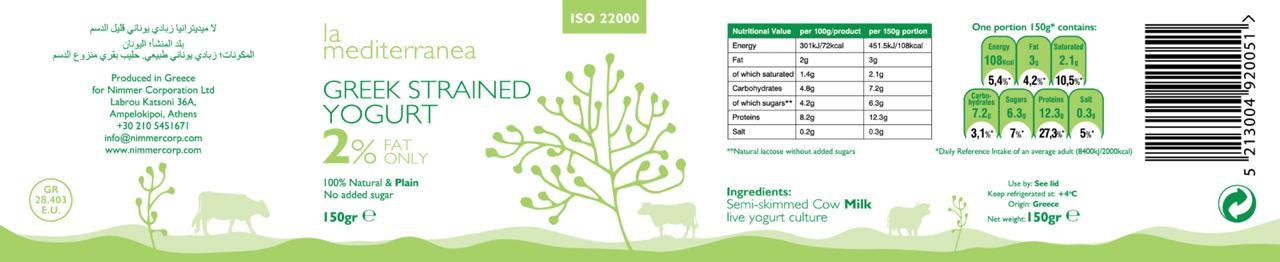 لا ميديترانيا زبادي يوناني قليل الدسم
بلد المنشأ؛ اليونان
المكونات؛ زبادي يوناني طبيعي. حليب بقري منزوع الدسم
Produced in Greece
for Nimmer Corporation Ltd
Labrou Katsoni 36A,
Ampelokipoi, Athens
+30 210 5451671
info@nimmercorp.com
www.nimmercorp.com
GR
28.403
E.U.
ISO 22000
la
mediterranea
GREEK STRAINED
YOGURT
2% FAT
ONLY
100% Natural & Plain
No added sugar
150gr ℮
Nutritional Value per 100g/product per 150g portion
Energy 301kJ/72kcal 451.5kJ/108kcal
Fat 2g 3g
of which saturated 1.4g 2.1g
Carbohydrates 4.8g 7.2g
of which sugars** 4.2g 6.3g
Proteins 8.2g 12.3g
Salt 0.2g 0.3g
**Natural lactose without added sugars
Ingredients:
Semi-skimmed Cow Milk
live yogurt culture
One portion 150g* contains:
Energy Fat Saturated
108Kcal 3g 2.1g
5,4%* 4,2%* 10,5%*
Carbo-
hydrates Sugars Proteins Salt
7.2g 6.3g 12.3g 0.3g
3,1%* 7%* 27,3%* 5%*
*Daily Reference Intake of an average adult (8400kJ/2000kcal)
Use by: See lid
Keep refrigerated at: +4°C
Origin: Greece
Net weight: 150gr ℮
5 213004 920051 >